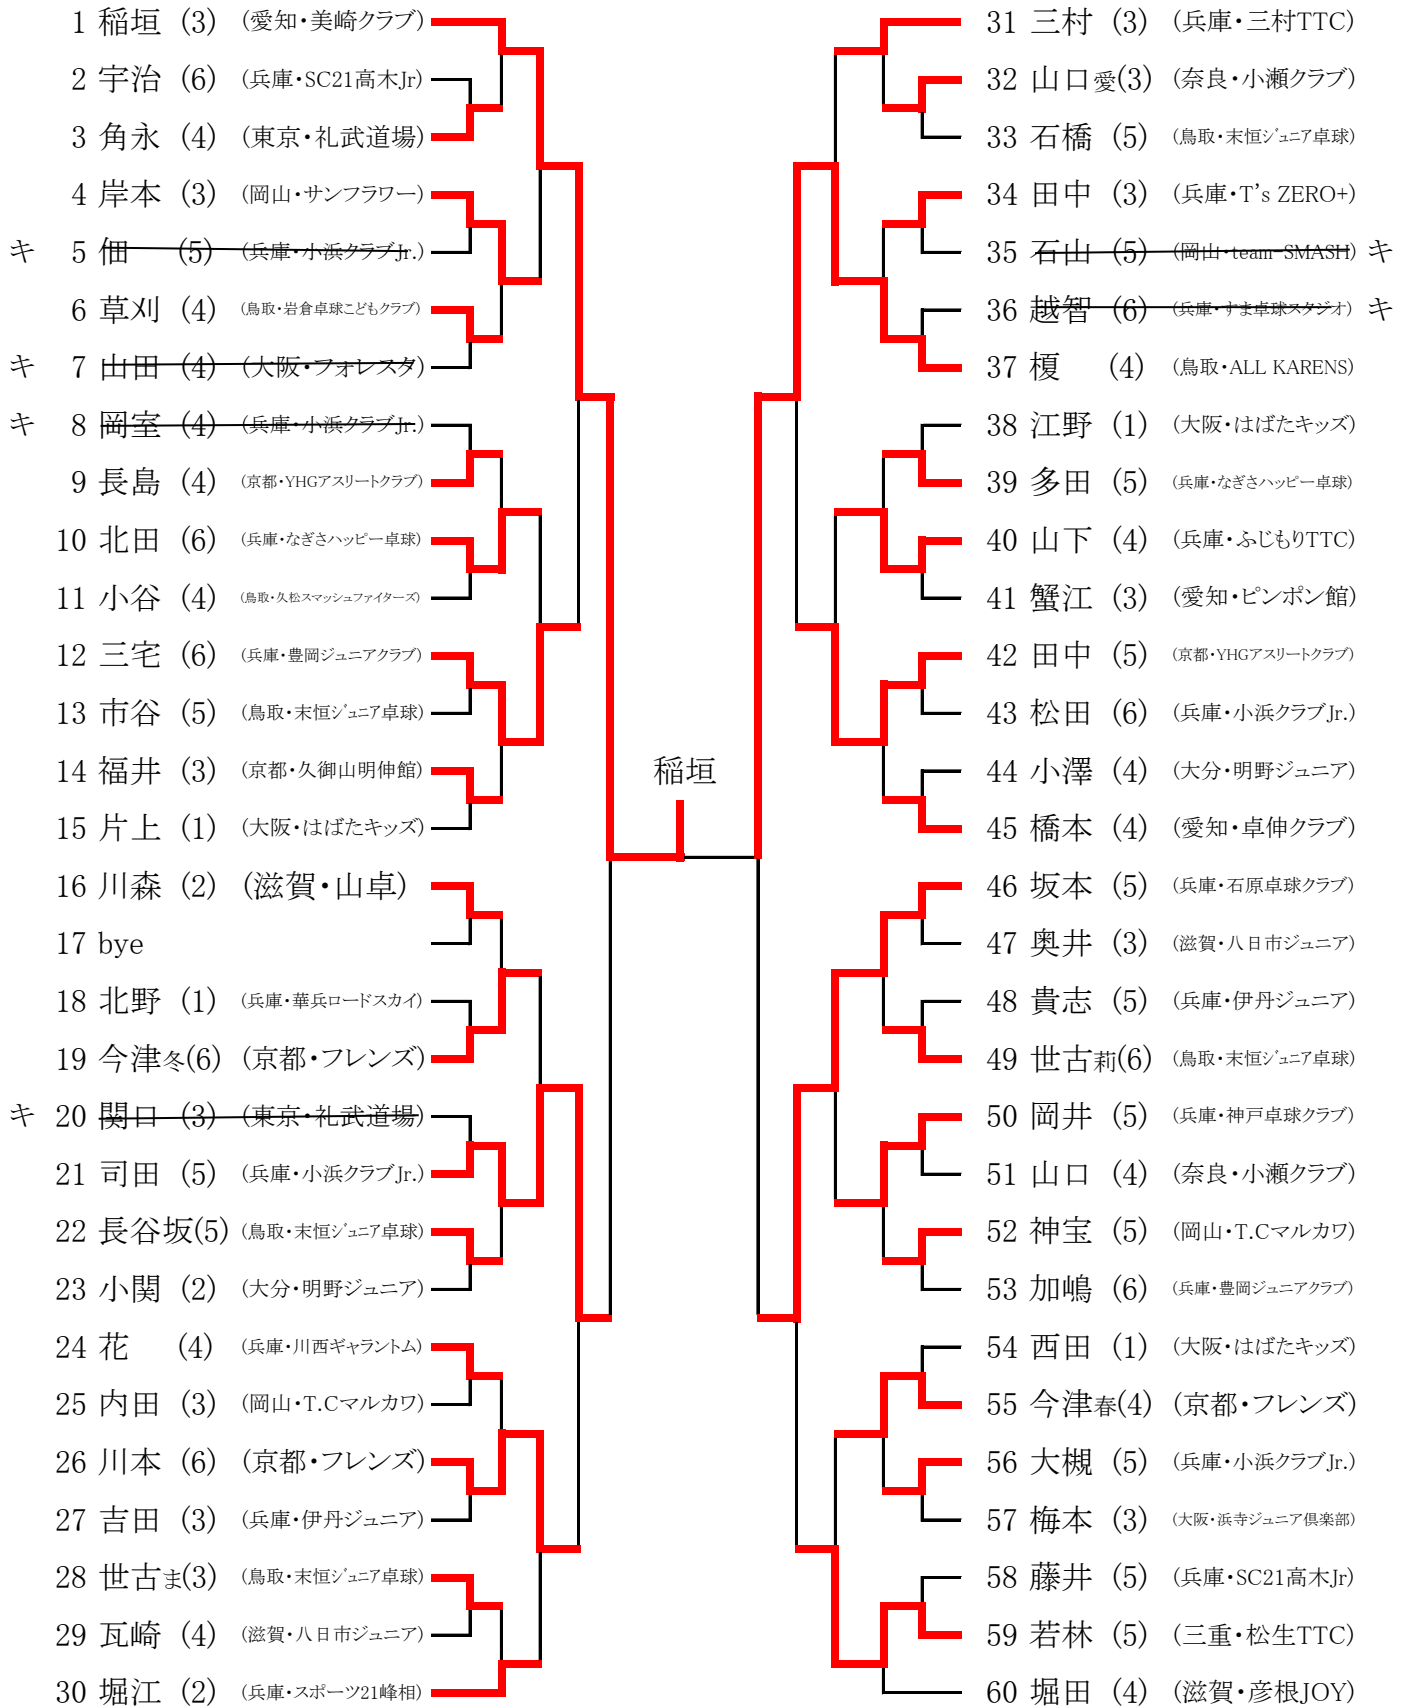 1 稲垣 (3) (愛知・美崎クラブ)
2 宇治 (6) (兵庫・SC21高木Jr)
3 角永 (4) (東京・礼武道場)
4 岸本 (3) (岡山・サンフラワー)
キ 5 佃 (5) (兵庫・小浜クラブJr.)
6 草刈 (4) (鳥取・岩倉卓球こどもクラブ)
キ 7 山田 (4) (大阪・フォレスタ)
キ 8 岡室 (4) (兵庫・小浜クラブJr.)
9 長島 (4) (京都・YHGアスリートクラブ)
10 北田 (6) (兵庫・なぎさハッピー卓球)
11 小谷 (4) (鳥取・久松スマッシュファイターズ)
12 三宅 (6) (兵庫・豊岡ジュニアクラブ)
13 市谷 (5) (鳥取・末恒ジュニア卓球)
14 福井 (3) (京都・久御山明伸館)
15 片上 (1) (大阪・はばたキッズ)
16 川森 (2) (滋賀・山卓)
17 bye
18 北野 (1) (兵庫・華兵ロードスカイ)
19 今津冬(6) (京都・フレンズ)
キ 20 関口 (3) (東京・礼武道場)
21 司田 (5) (兵庫・小浜クラブJr.)
22 長谷坂(5) (鳥取・末恒ジュニア卓球)
23 小関 (2) (大分・明野ジュニア)
24 花 (4) (兵庫・川西ギャラントム)
25 内田 (3) (岡山・T.Cマルカワ)
26 川本 (6) (京都・フレンズ)
27 吉田 (3) (兵庫・伊丹ジュニア)
28 世古ま(3) (鳥取・末恒ジュニア卓球)
29 瓦崎 (4) (滋賀・八日市ジュニア)
30 堀江 (2) (兵庫・スポーツ21峰相)
稲垣
31 三村 (3) (兵庫・三村TTC)
32 山口愛(3) (奈良・小瀬クラブ)
33 石橋 (5) (鳥取・末恒ジュニア卓球)
34 田中 (3) (兵庫・T's ZERO+)
35 石山 (5) (岡山・team-SMASH) キ
36 越智 (6) (兵庫・すま卓球スタジオ) キ
37 榎 (4) (鳥取・ALL KARENS)
38 江野 (1) (大阪・はばたキッズ)
39 多田 (5) (兵庫・なぎさハッピー卓球)
40 山下 (4) (兵庫・ふじもりTTC)
41 蟹江 (3) (愛知・ピンポン館)
42 田中 (5) (京都・YHGアスリートクラブ)
43 松田 (6) (兵庫・小浜クラブJr.)
44 小澤 (4) (大分・明野ジュニア)
45 橋本 (4) (愛知・卓伸クラブ)
46 坂本 (5) (兵庫・石原卓球クラブ)
47 奥井 (3) (滋賀・八日市ジュニア)
48 貴志 (5) (兵庫・伊丹ジュニア)
49 世古莉(6) (鳥取・末恒ジュニア卓球)
50 岡井 (5) (兵庫・神戸卓球クラブ)
51 山口 (4) (奈良・小瀬クラブ)
52 神宝 (5) (岡山・T.Cマルカワ)
53 加嶋 (6) (兵庫・豊岡ジュニアクラブ)
54 西田 (1) (大阪・はばたキッズ)
55 今津春(4) (京都・フレンズ)
56 大槻 (5) (兵庫・小浜クラブJr.)
57 梅本 (3) (大阪・浜寺ジュニア倶楽部)
58 藤井 (5) (兵庫・SC21高木Jr)
59 若林 (5) (三重・松生TTC)
60 堀田 (4) (滋賀・彦根JOY)